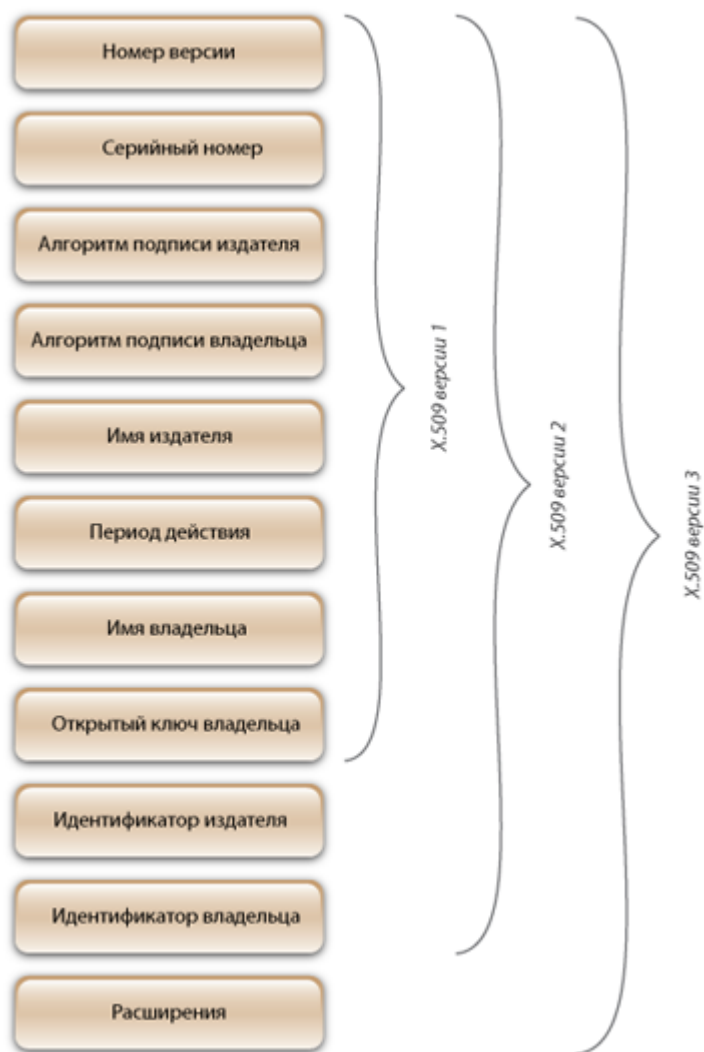 Номер версии
Серийный номер
Алгоритм подписи издателя
Алгоритм подписи владельца
Имя издателя
Период действия
Имя владельца
Открытый ключ владельца
Идентификатор издателя
Идентификатор владельца
Расширения
X.509 версии 1
X.509 версии 2
X.509 версии 3